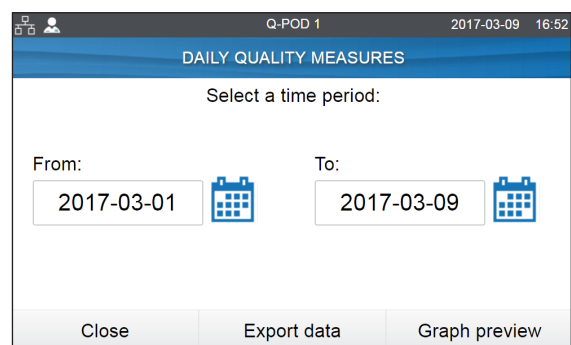 Q-POD 1 2017-03-09 16:52
DAILY QUALITY MEASURES
Select a time period:
From: To:
2017-03-01 2017-03-09
Close Export data Graph preview